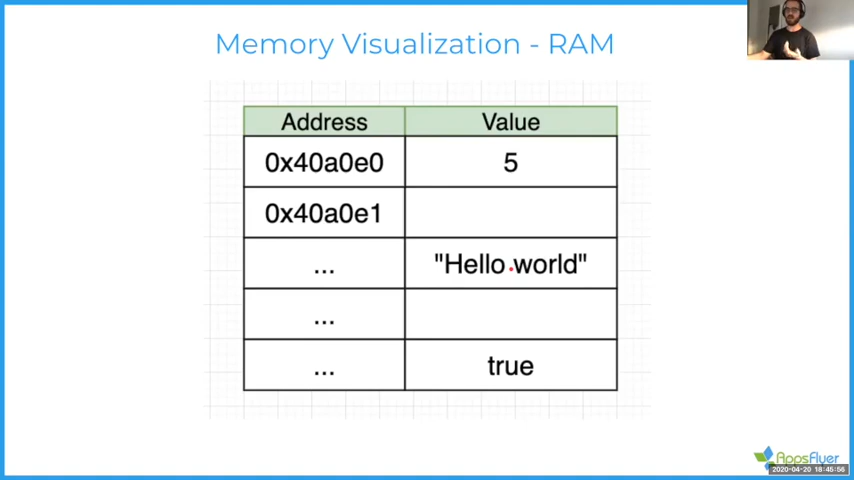 Memory Visualization - RAM
Address Value
0x40a0e0 5
0x40a0e1
... "Hello world"
...
... true
AppsFlyer
2020-04-20 18:45:56